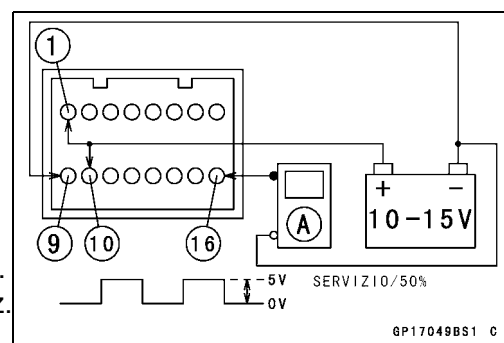 1
+ -
10-15V
A
9 10 16
5V SERVIZIO/50%
0V
z.
GP17049BS1 C